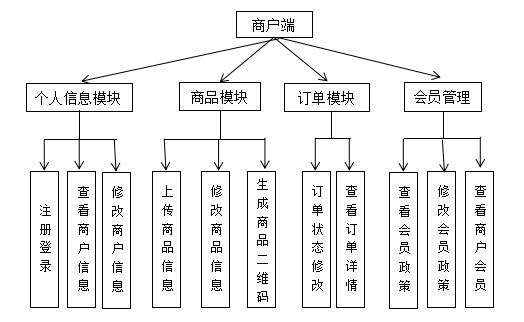 商户端
个人信息模块
商品模块
订单模块
会员管理
注册登录
查看商户信息
修改商户信息
上传商品信息
修改商品信息
生成商品二维码
订单状态修改
查看订单详情
查看会员政策
修改会员政策
查看商户会员